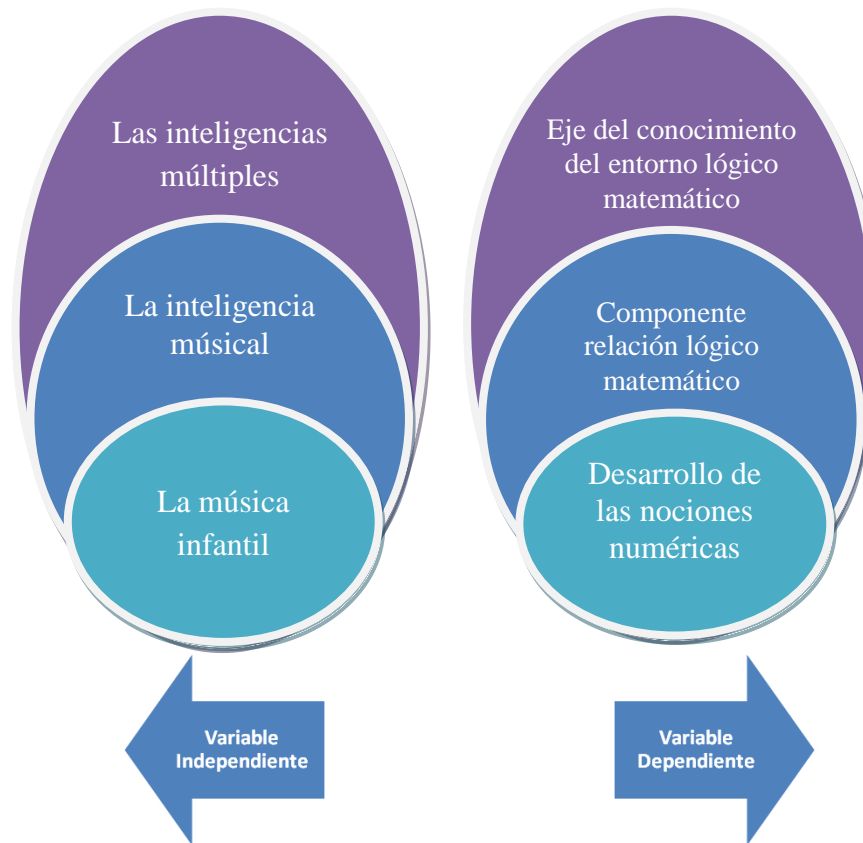 Las inteligencias
múltiples
La inteligencia
músical
La música
infantil
Eje del conocimiento
del entorno lógico
matemático
Componente
relación lógico
matemático
Desarrollo de
las nociones
numéricas
Variable
Independiente
Variable
Dependiente